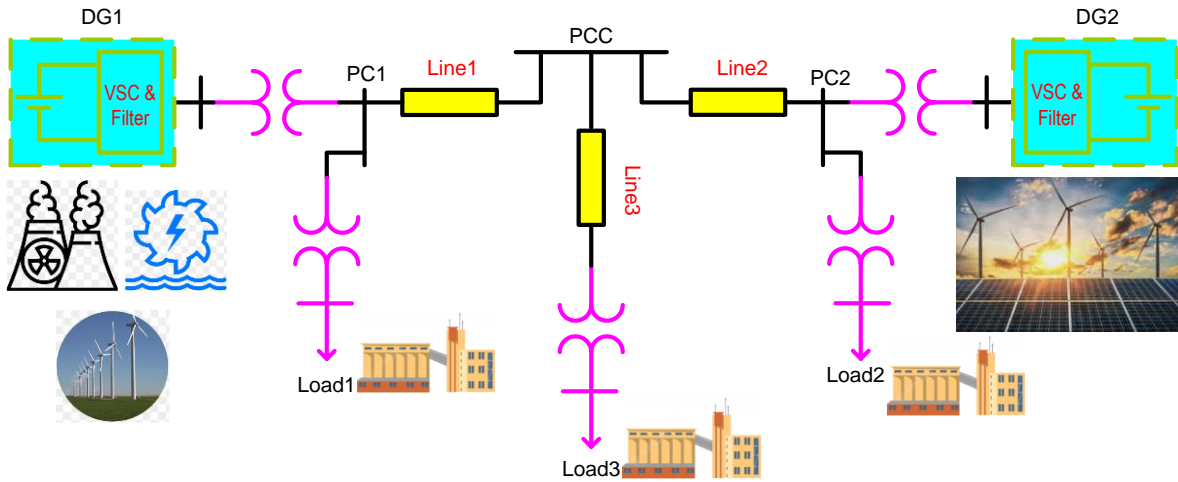 DG1
DG2
PCC
PC1
Line1
Line2
PC2
VSC &
Filter
VSC &
Filter
Line3
Load1
Load2
Load3